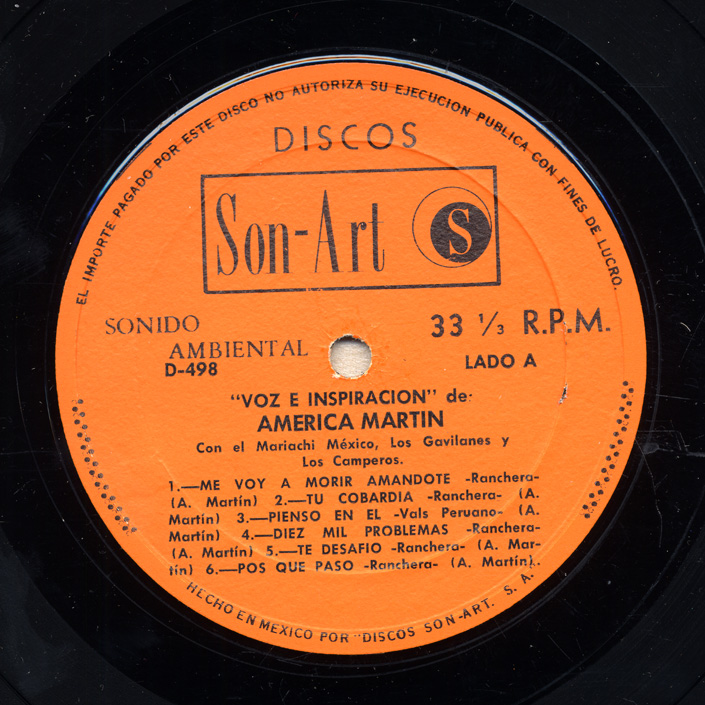 EL IMPORTE PAGADO POR ESTE DISCO NO AUTORIZA SU EJECUCION PUBLICA CON FINES DE LUCRO.
DISCOS
Son-Art S
SONIDO
AMBIENTAL
33 1/3 R.P.M.
D-498
LADO A
"VOZ E INSPIRACION" de:
AMERICA MARTIN
Con el Mariachi México, Los Gavilanes y
Los Camperos.
1.—ME VOY A MORIR AMANDOTE -Ranchera-
(A. Martín) 2.—TU COBARDIA -Ranchera- (A.
Martín) 3.—PIENSO EN EL -Vals Peruano- (A.
Martín) 4.—DIEZ MIL PROBLEMAS -Ranchera-
(A. Martín) 5.—TE DESAFIO -Ranchera- (A. Mar-
tín) 6.—POS QUE PASO -Ranchera- (A. Martín).
HECHO EN MEXICO POR "DISCOS SON-ART. S. A.